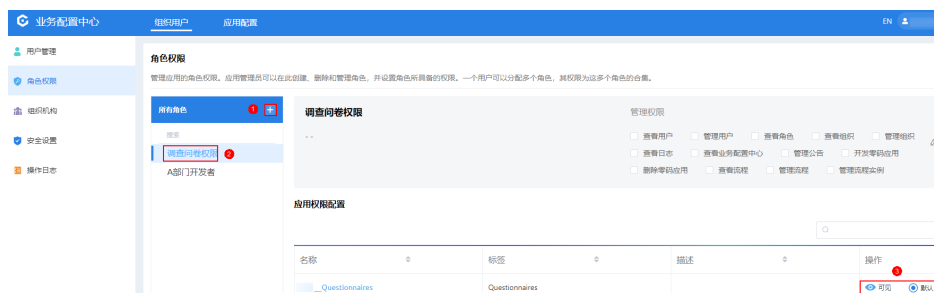 业务配置中心 组织用户 应用配置 EN
用户管理
角色权限
组织机构
安全设置
操作日志
角色权限
管理应用的角色权限。应用管理员可以在此创建、删除和管理角色，并设置角色所具备的权限。一个用户可以分配多个角色，其权限为这多个角色的合集。
所有角色 1 +
搜索
调查问卷权限 2
A部门开发者
调查问卷权限
- -
管理权限
查看用户 管理用户 查看角色 查看组织 管理组织
查看日志 查看业务配置中心 管理公告 开发零码应用
删除零码应用 查看流程 管理流程 管理流程实例
应用权限配置
名称 标签 描述 操作
3
__Questionnaires Questionnaires 可见 默认